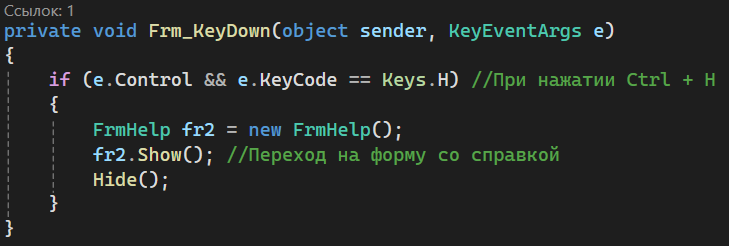 Ссылок: 1
private void Frm_KeyDown(object sender, KeyEventArgs e)
{
    if (e.Control && e.KeyCode == Keys.H) //При нажатии Ctrl + H
    {
        FrmHelp fr2 = new FrmHelp();
        fr2.Show(); //Переход на форму со справкой
        Hide();
    }
}